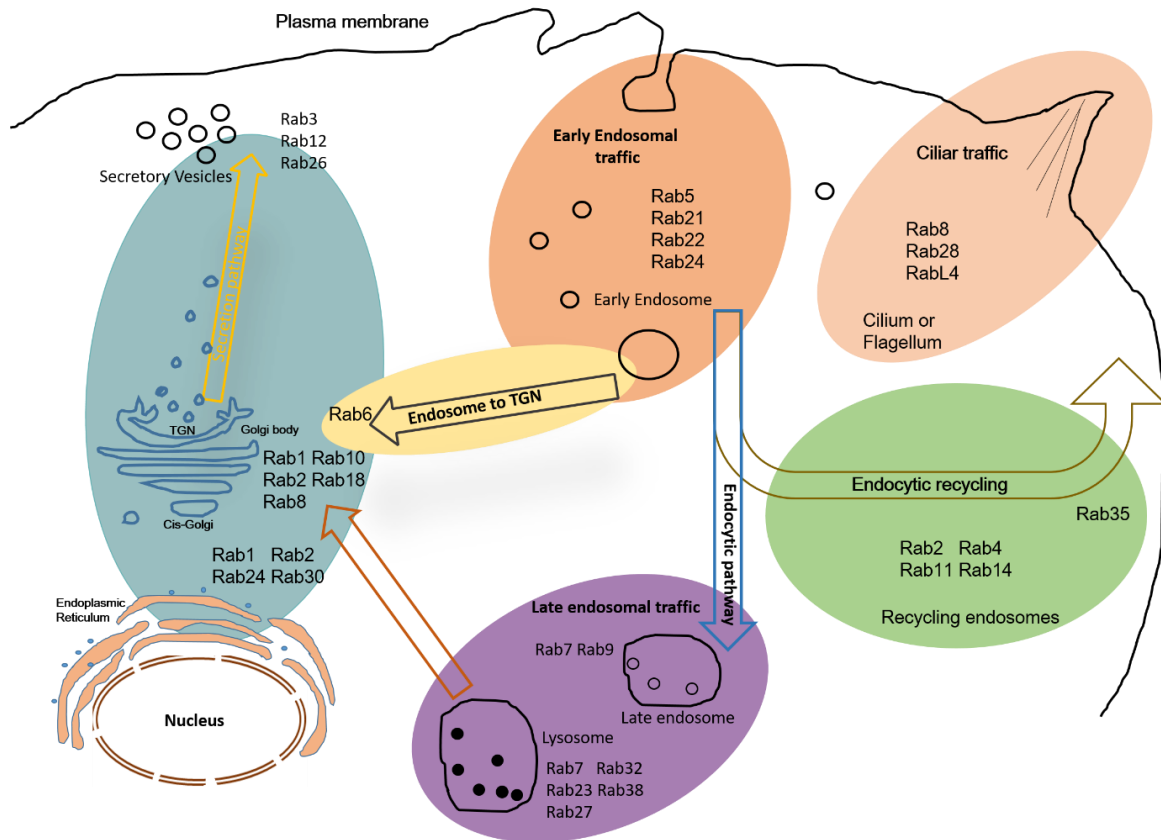 Plasma membrane
Rab3
Rab12
Rab26
Secretory Vesicles
Secretion pathway
TGN
Golgi body
Cis-Golgi
Rab1 Rab10
Rab2 Rab18
Rab8
Rab1 Rab2
Rab24 Rab30
Endoplasmic
Reticulum
Nucleus
Rab6
Endosome to TGN
Early Endosomal
traffic
Rab5
Rab21
Rab22
Rab24
Early Endosome
Ciliar traffic
Rab8
Rab28
RabL4
Cilium or
Flagellum
Endocytic recycling
Rab35
Rab2 Rab4
Rab11 Rab14
Recycling endosomes
Endocytic pathway
Late endosomal traffic
Rab7 Rab9
Late endosome
Lysosome
Rab7 Rab32
Rab23 Rab38
Rab27